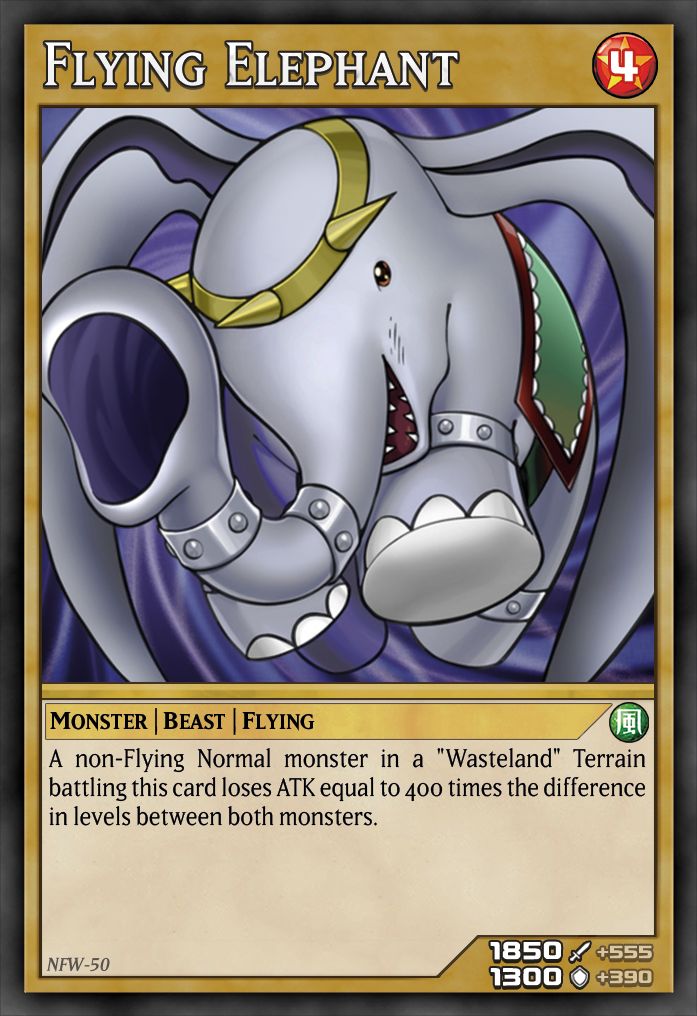 Flying Elephant
4
Monster | Beast | Flying
風
A non-Flying Normal monster in a "Wasteland" Terrain
battling this card loses ATK equal to 400 times the difference
in levels between both monsters.
NFW-50
1850 +555
1300 +390